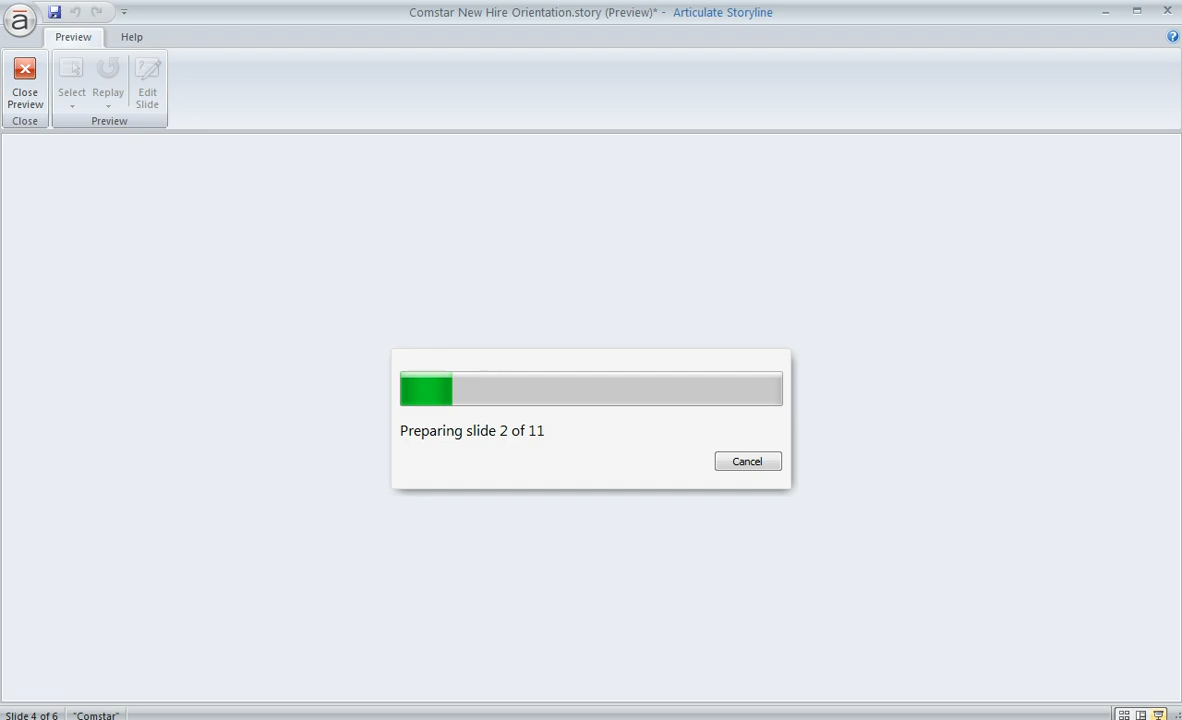 Comstar New Hire Orientation.story (Preview)* - Articulate Storyline
Preview Help
Close Preview
Select
Replay
Edit Slide
Close
Preview
Preparing slide 2 of 11
Cancel
Slide 4 of 6 "Comstar"